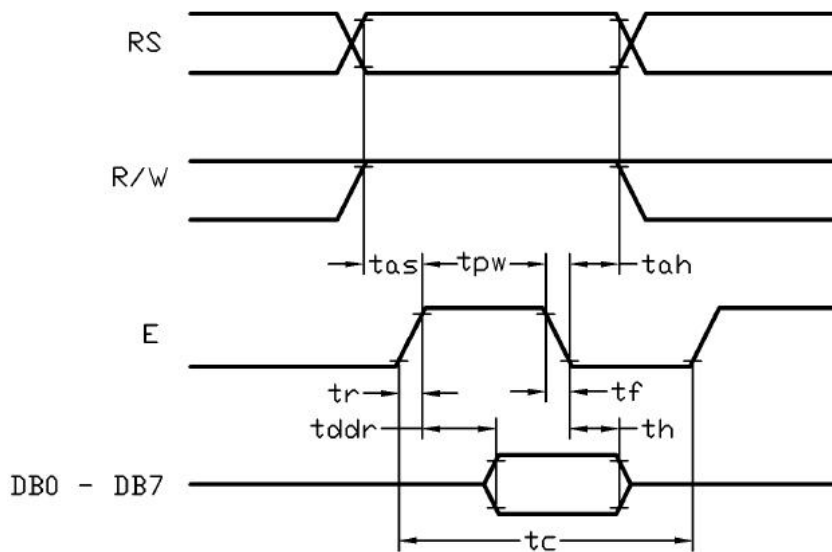 RS
R/W
tas tpw tah
E
tr tf
tddr th
DB0 - DB7
tc